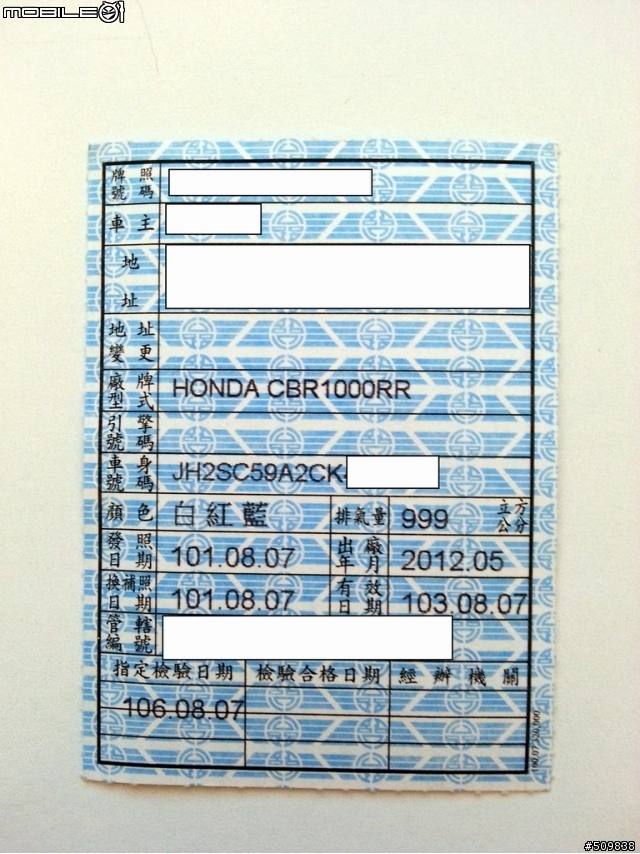 MOBILE01
牌照號碼
車主
地址
地址變更
廠牌型式 HONDA CBR1000RR
引擎號碼
車身號碼 JH2SC59A2CK
顏色 白紅藍 排氣量 999 立方公分
發照日期 101.08.07 出廠年月 2012.05
換補照日期 101.08.07 有效日期 103.08.07
管轄編號
指定檢驗日期 檢驗合格日期 經辦機關
106.08.07
#509838